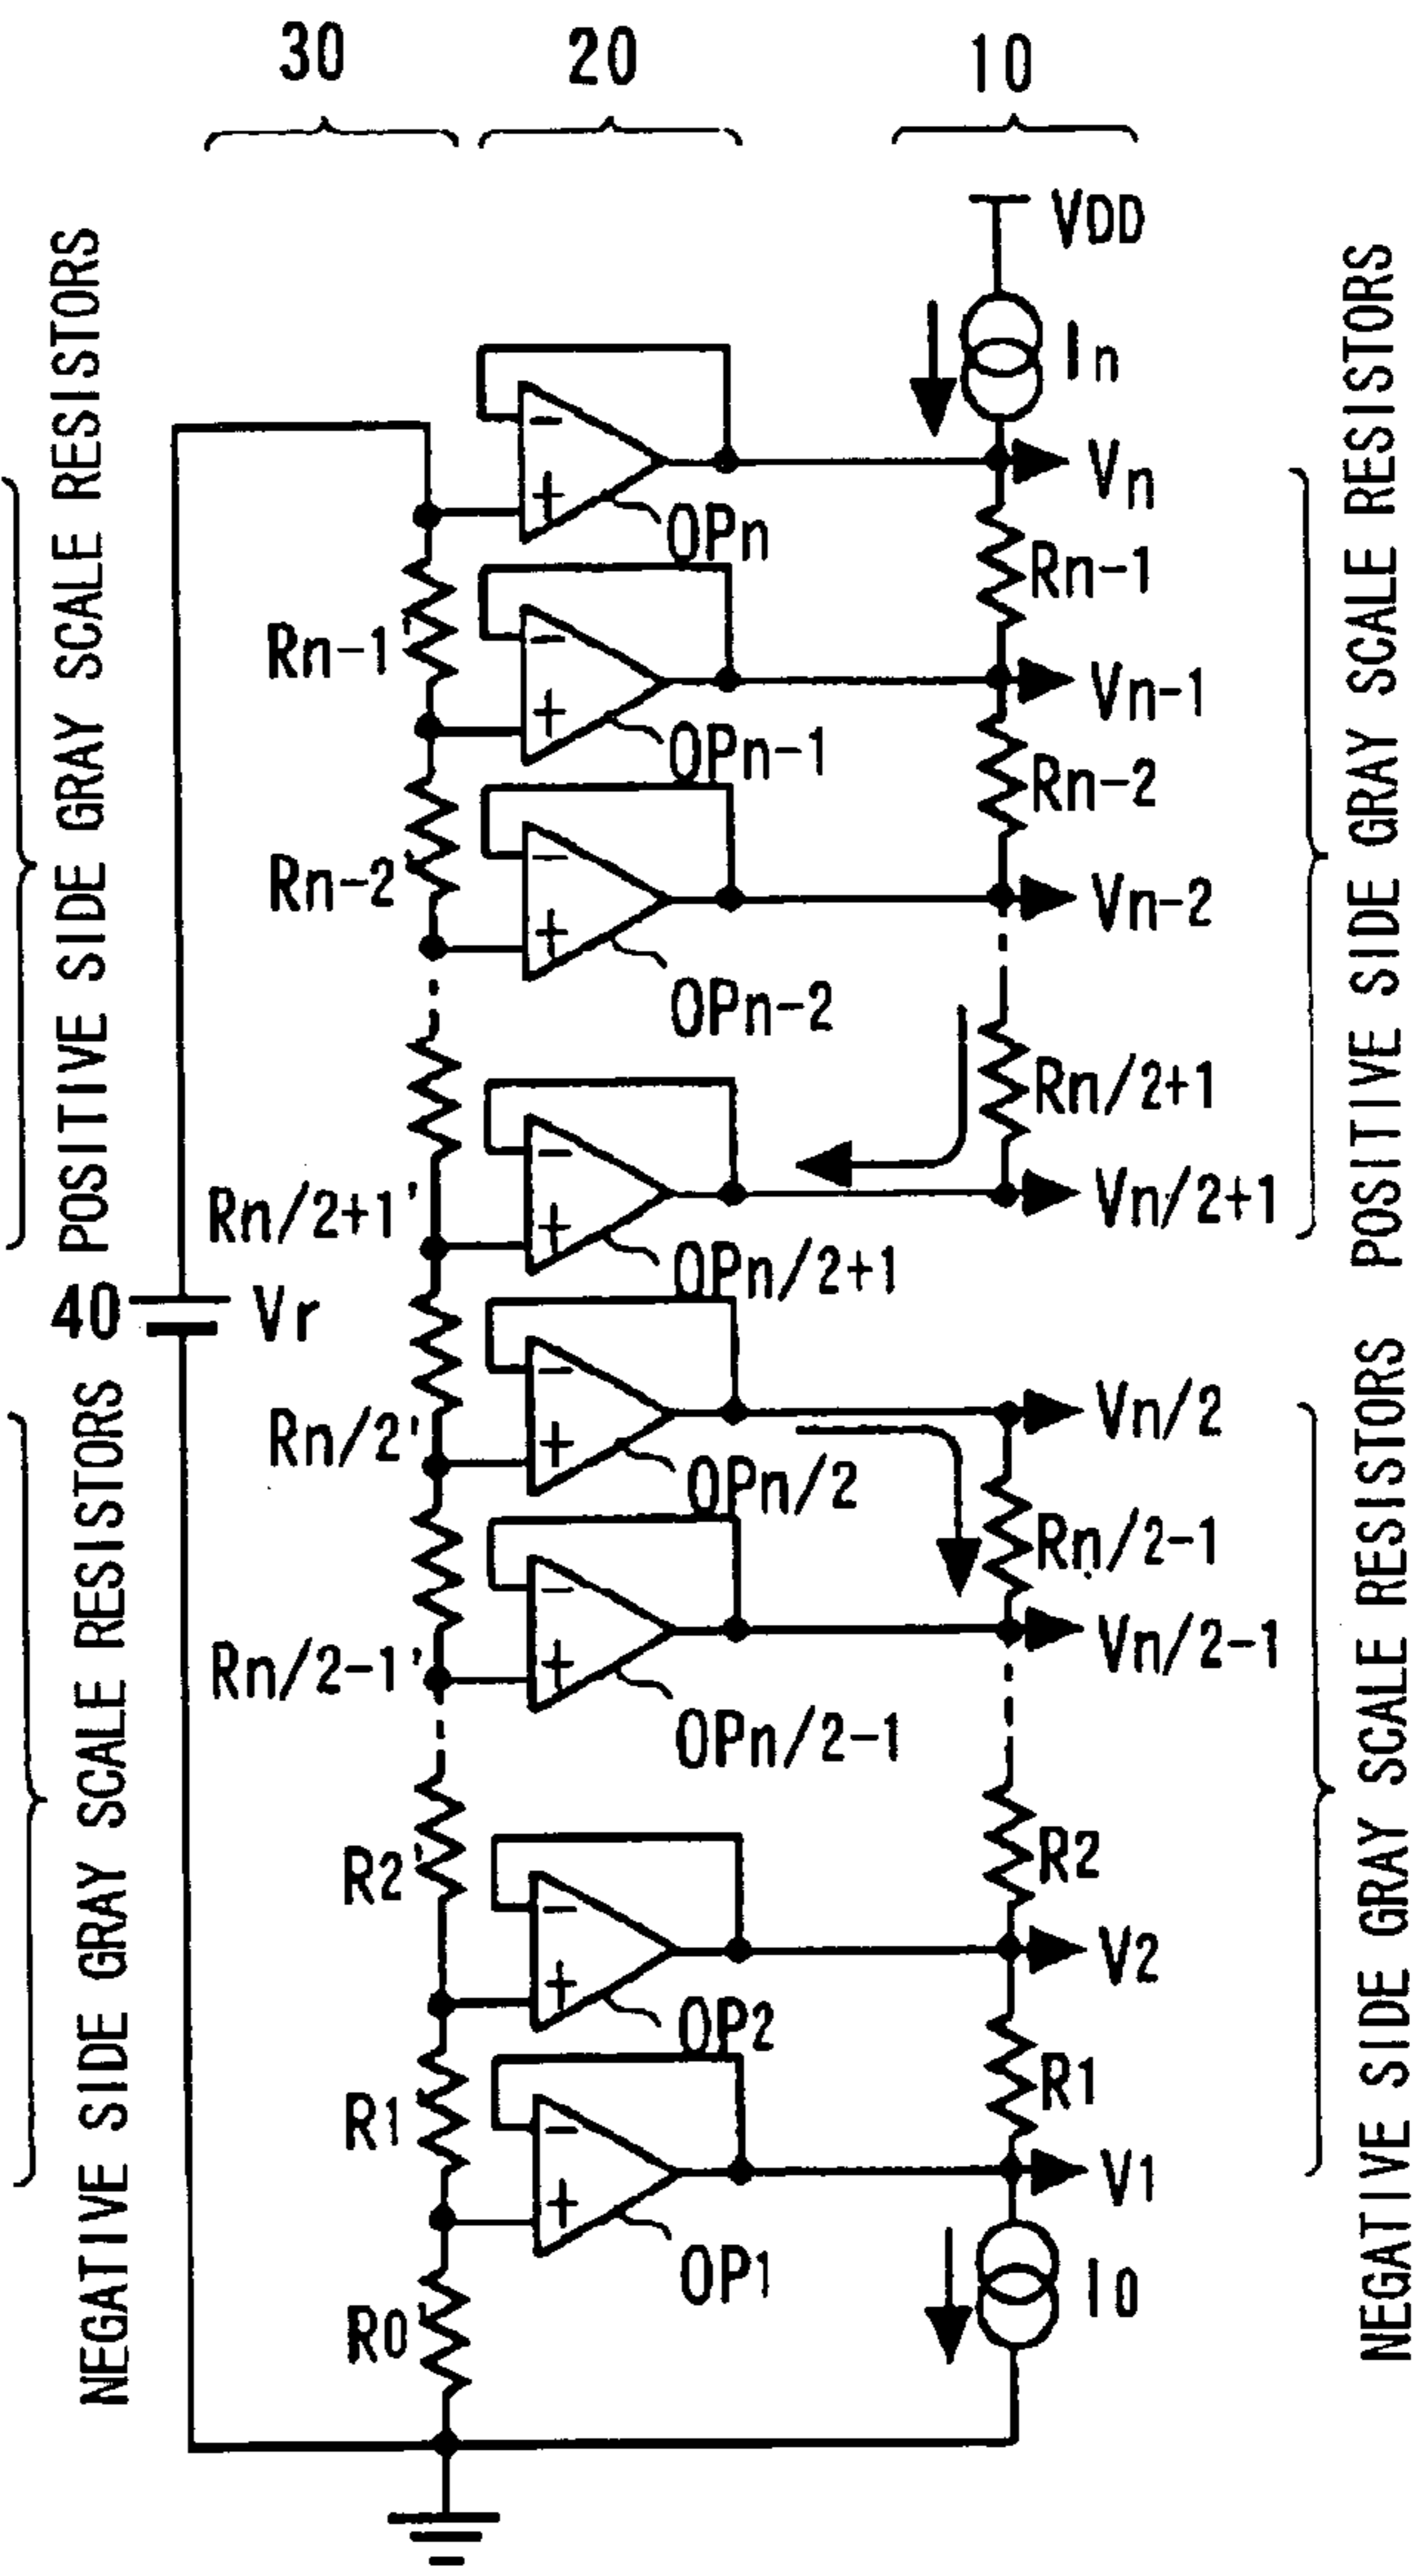 30
20
10
VDD
In
Vn
OPn
Rn-1
Rn-1'
Vn-1
OPn-1
Rn-2
Rn-2'
Vn-2
OPn-2
Rn/2+1
Rn/2+1'
Vn/2+1
OPn/2+1
40
Vr
Vn/2
Rn/2'
OPn/2
Rn/2-1
Vn/2-1
Rn/2-1'
OPn/2-1
R2
R2'
V2
OP2
R1
R1'
V1
OP1
I0
R0'
POSITIVE SIDE GRAY SCALE RESISTORS
NEGATIVE SIDE GRAY SCALE RESISTORS
POSITIVE SIDE GRAY SCALE RESISTORS
NEGATIVE SIDE GRAY SCALE RESISTORS